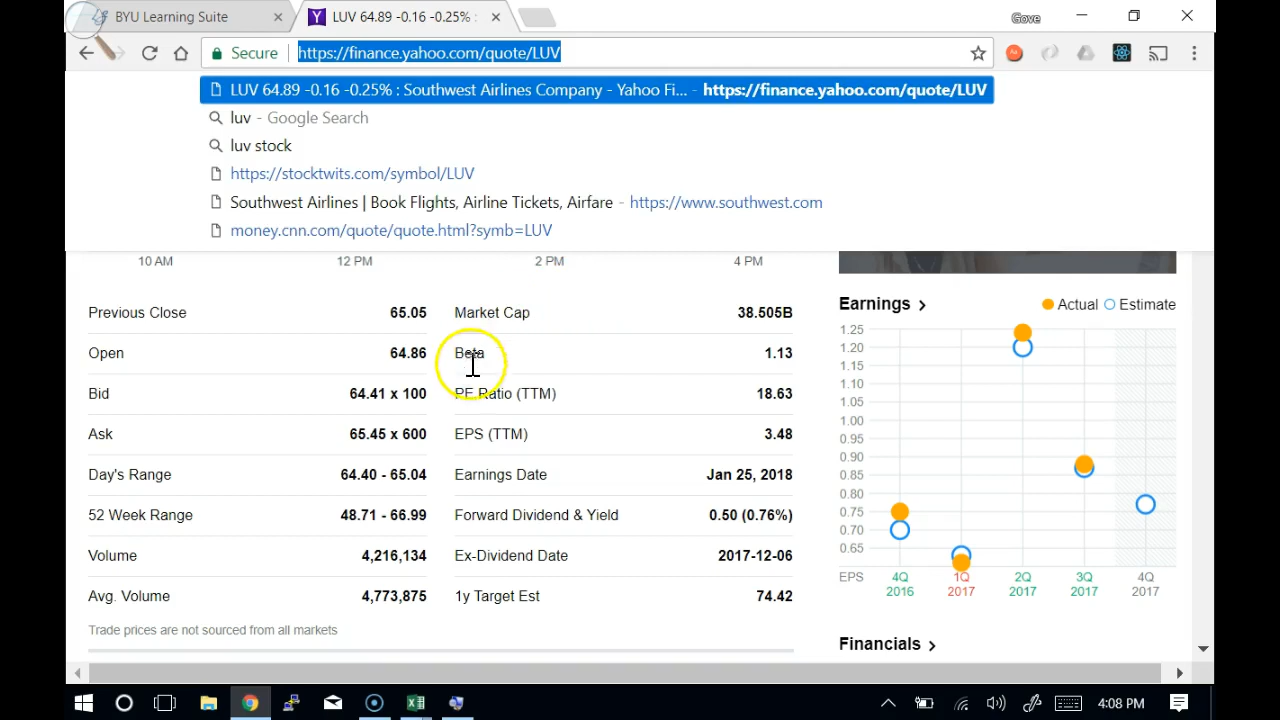 BYU Learning Suite
LUV 64.89 -0.16 -0.25% :
Gove
Secure https://finance.yahoo.com/quote/LUV
LUV 64.89 -0.16 -0.25% : Southwest Airlines Company - Yahoo Fi... - https://finance.yahoo.com/quote/LUV
luv - Google Search
luv stock
https://stocktwits.com/symbol/LUV
Southwest Airlines | Book Flights, Airline Tickets, Airfare - https://www.southwest.com
money.cnn.com/quote/quote.html?symb=LUV
10 AM 12 PM 2 PM 4 PM
Previous Close 65.05
Open 64.86
Bid 64.41 x 100
Ask 65.45 x 600
Day's Range 64.40 - 65.04
52 Week Range 48.71 - 66.99
Volume 4,216,134
Avg. Volume 4,773,875
Trade prices are not sourced from all markets
Market Cap 38.505B
Beta 1.13
PE Ratio (TTM) 18.63
EPS (TTM) 3.48
Earnings Date Jan 25, 2018
Forward Dividend & Yield 0.50 (0.76%)
Ex-Dividend Date 2017-12-06
1y Target Est 74.42
Earnings
Actual Estimate
1.25
1.20
1.15
1.10
1.05
1.00
0.95
0.90
0.85
0.80
0.75
0.70
0.65
EPS 4Q 1Q 2Q 3Q 4Q
2016 2017 2017 2017 2017
Financials
4:08 PM